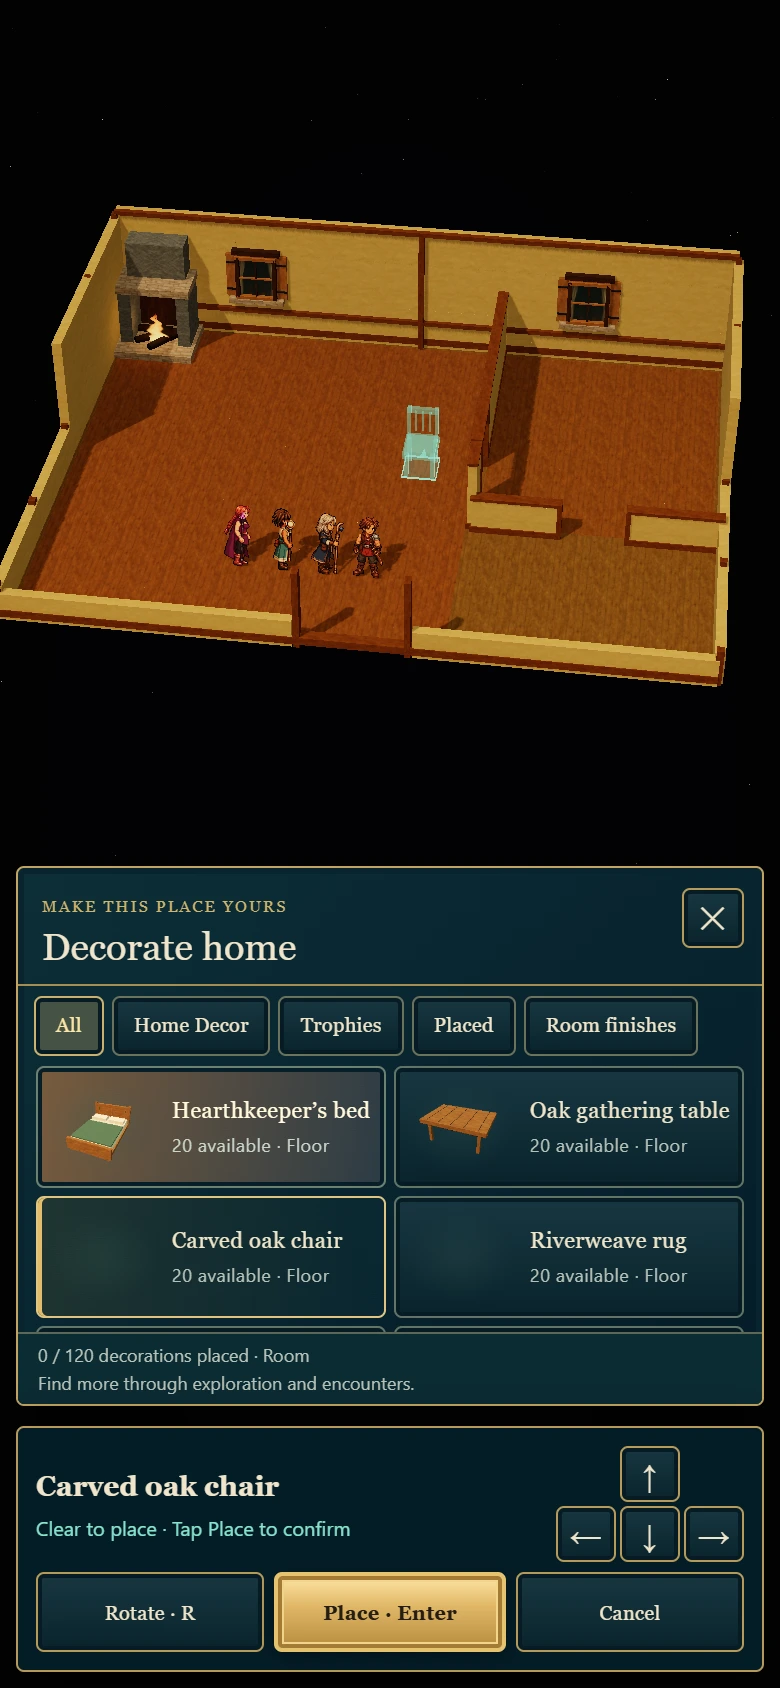 MAKE THIS PLACE YOURS
Decorate home
All
Home Decor
Trophies
Placed
Room finishes
Hearthkeeper’s bed
20 available · Floor
Oak gathering table
20 available · Floor
Carved oak chair
20 available · Floor
Riverweave rug
20 available · Floor
0 / 120 decorations placed · Room
Find more through exploration and encounters.
Carved oak chair
Clear to place · Tap Place to confirm
Rotate · R
Place · Enter
Cancel